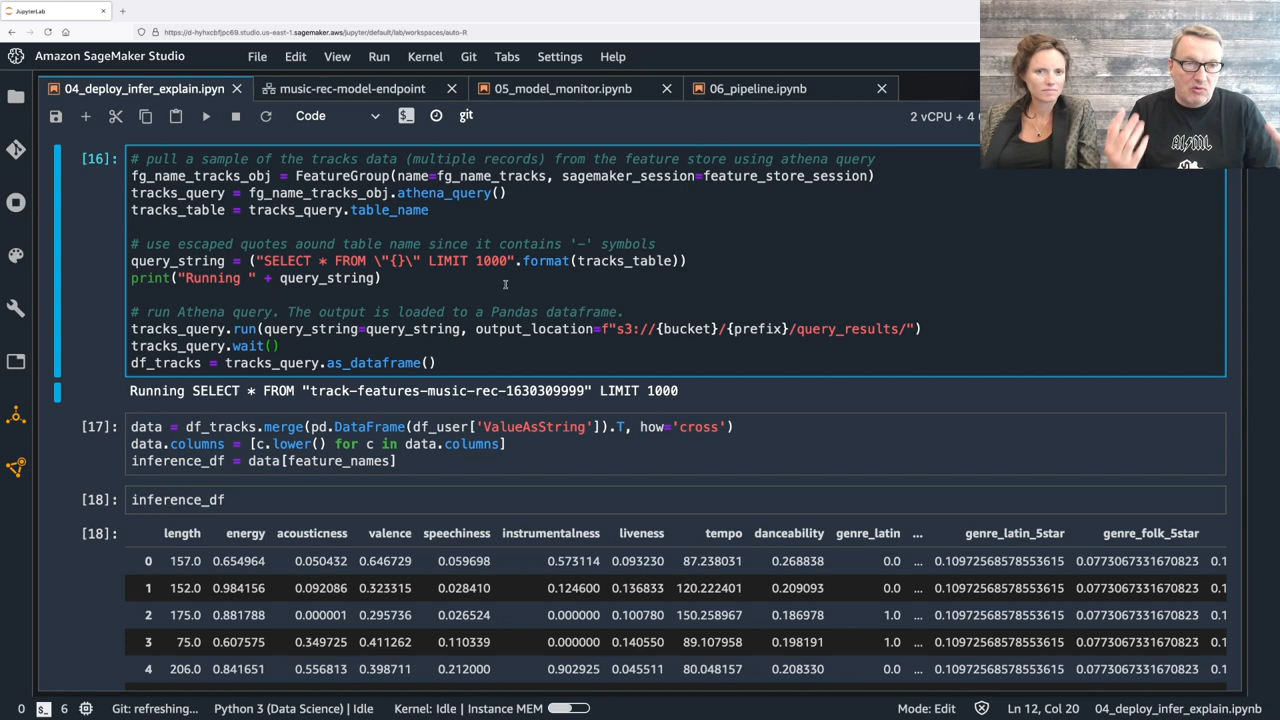 JupyterLab
https://d-hyhxcbfjpc69.studio.us-east-1.sagemaker.aws/jupyter/default/lab/workspaces/auto-R
Amazon SageMaker Studio File Edit View Run Kernel Git Tabs Settings Help
04_deploy_infer_explain.ipyn music-rec-model-endpoint 05_model_monitor.ipynb 06_pipeline.ipynb
Code git 2 vCPU + 4
AI/ML
[16]: # pull a sample of the tracks data (multiple records) from the feature store using athena query
fg_name_tracks_obj = FeatureGroup(name=fg_name_tracks, sagemaker_session=feature_store_session)
tracks_query = fg_name_tracks_obj.athena_query()
tracks_table = tracks_query.table_name
# use escaped quotes aound table name since it contains '-' symbols
query_string = ("SELECT * FROM \"{}\" LIMIT 1000".format(tracks_table))
print("Running " + query_string)
# run Athena query. The output is loaded to a Pandas dataframe.
tracks_query.run(query_string=query_string, output_location=f"s3://{bucket}/{prefix}/query_results/")
tracks_query.wait()
df_tracks = tracks_query.as_dataframe()
Running SELECT * FROM "track-features-music-rec-1630309999" LIMIT 1000
[17]: data = df_tracks.merge(pd.DataFrame(df_user['ValueAsString']).T, how='cross')
data.columns = [c.lower() for c in data.columns]
inference_df = data[feature_names]
[18]: inference_df
[18]: length energy acousticness valence speechiness instrumentalness liveness tempo danceability genre_latin ... genre_latin_5star genre_folk_5star
0 157.0 0.654964 0.050432 0.646729 0.059698 0.573114 0.093230 87.238031 0.268838 0.0 ... 0.10972568578553615 0.0773067331670823 0.1
1 152.0 0.984156 0.092086 0.323315 0.028410 0.124600 0.136833 120.222401 0.209093 0.0 ... 0.10972568578553615 0.0773067331670823 0.1
2 175.0 0.881788 0.000001 0.295736 0.026524 0.000000 0.100780 150.258967 0.186978 1.0 ... 0.10972568578553615 0.0773067331670823 0.1
3 75.0 0.607575 0.349725 0.411262 0.110339 0.000000 0.140550 89.107958 0.198191 1.0 ... 0.10972568578553615 0.0773067331670823 0.1
4 206.0 0.841651 0.556813 0.398711 0.212000 0.902925 0.045511 80.048157 0.208330 0.0 ... 0.10972568578553615 0.0773067331670823 0.1
0 6 Git: refreshing... Python 3 (Data Science) | Idle Kernel: Idle | Instance MEM Mode: Edit Ln 12, Col 20 04_deploy_infer_explain.ipynb